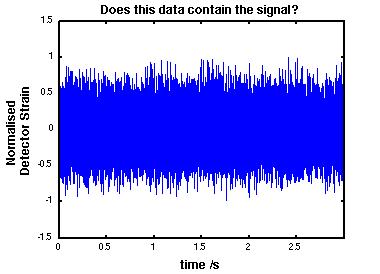 Does this data contain the signal?
1.5
1
0.5
0
-0.5
-1
-1.5
Normalised
Detector Strain
0 0.5 1 1.5 2 2.5
time /s